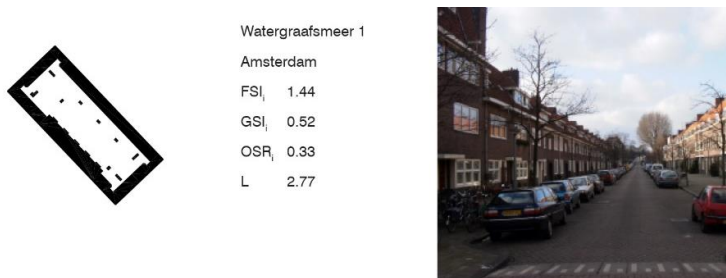 Watergraafsmeer 1
Amsterdam
FSIi 1.44
GSIi 0.52
OSRi 0.33
L 2.77